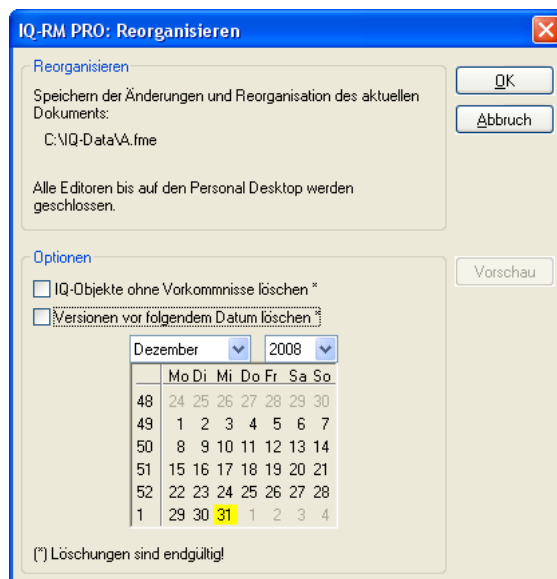 IQ-RM PRO: Reorganisieren
Reorganisieren
Speichern der Änderungen und Reorganisation des aktuellen
Dokuments:
C:\IQ-Data\A.fme
Alle Editoren bis auf den Personal Desktop werden
geschlossen.
OK
Abbruch
Optionen
IQ-Objekte ohne Vorkommnisse löschen *
Versionen vor folgendem Datum löschen *
Vorschau
Dezember 2008
Mo Di Mi Do Fr Sa So
48 24 25 26 27 28 29 30
49 1 2 3 4 5 6 7
50 8 9 10 11 12 13 14
51 15 16 17 18 19 20 21
52 22 23 24 25 26 27 28
1 29 30 31 1 2 3 4
(*) Löschungen sind endgültig!